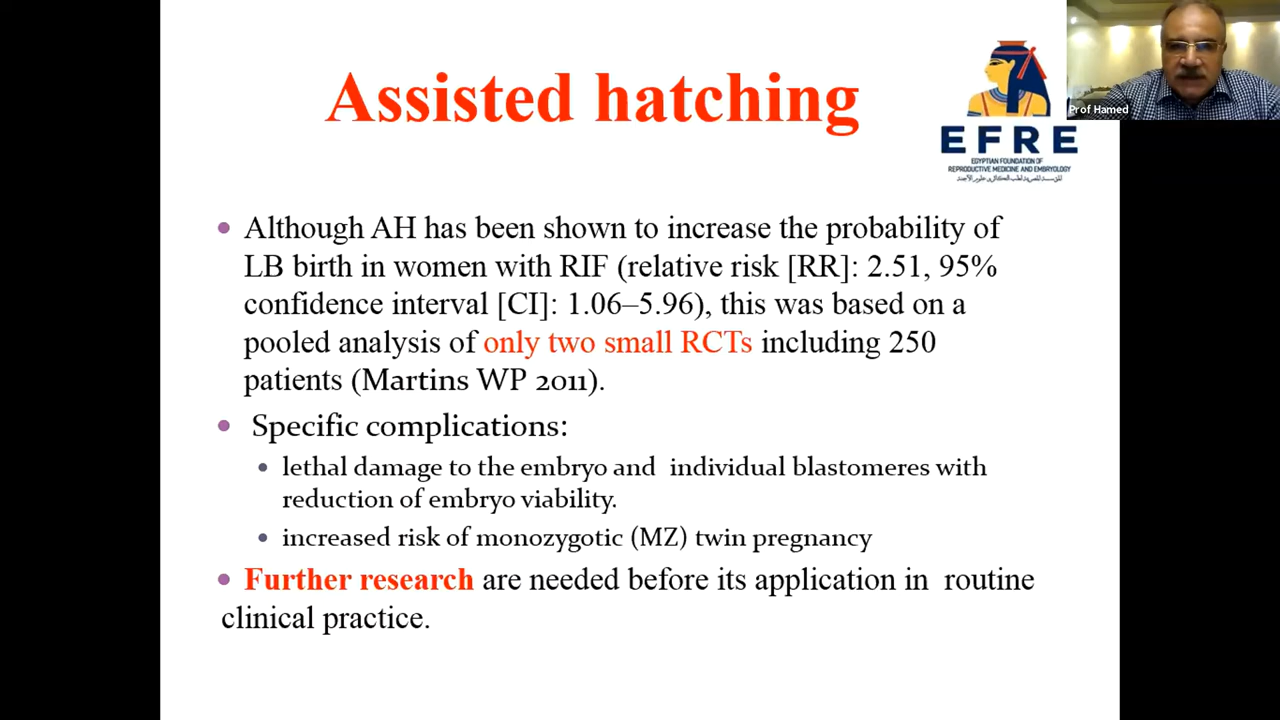 Assisted hatching
Prof Hamed
EFRE
EGYPTIAN FOUNDATION OF
REPRODUCTIVE MEDICINE AND EMBRYOLOGY
Although AH has been shown to increase the probability of
LB birth in women with RIF (relative risk [RR]: 2.51, 95%
confidence interval [CI]: 1.06–5.96), this was based on a
pooled analysis of only two small RCTs including 250
patients (Martins WP 2011).
Specific complications:
lethal damage to the embryo and individual blastomeres with
reduction of embryo viability.
increased risk of monozygotic (MZ) twin pregnancy
Further research are needed before its application in routine
clinical practice.